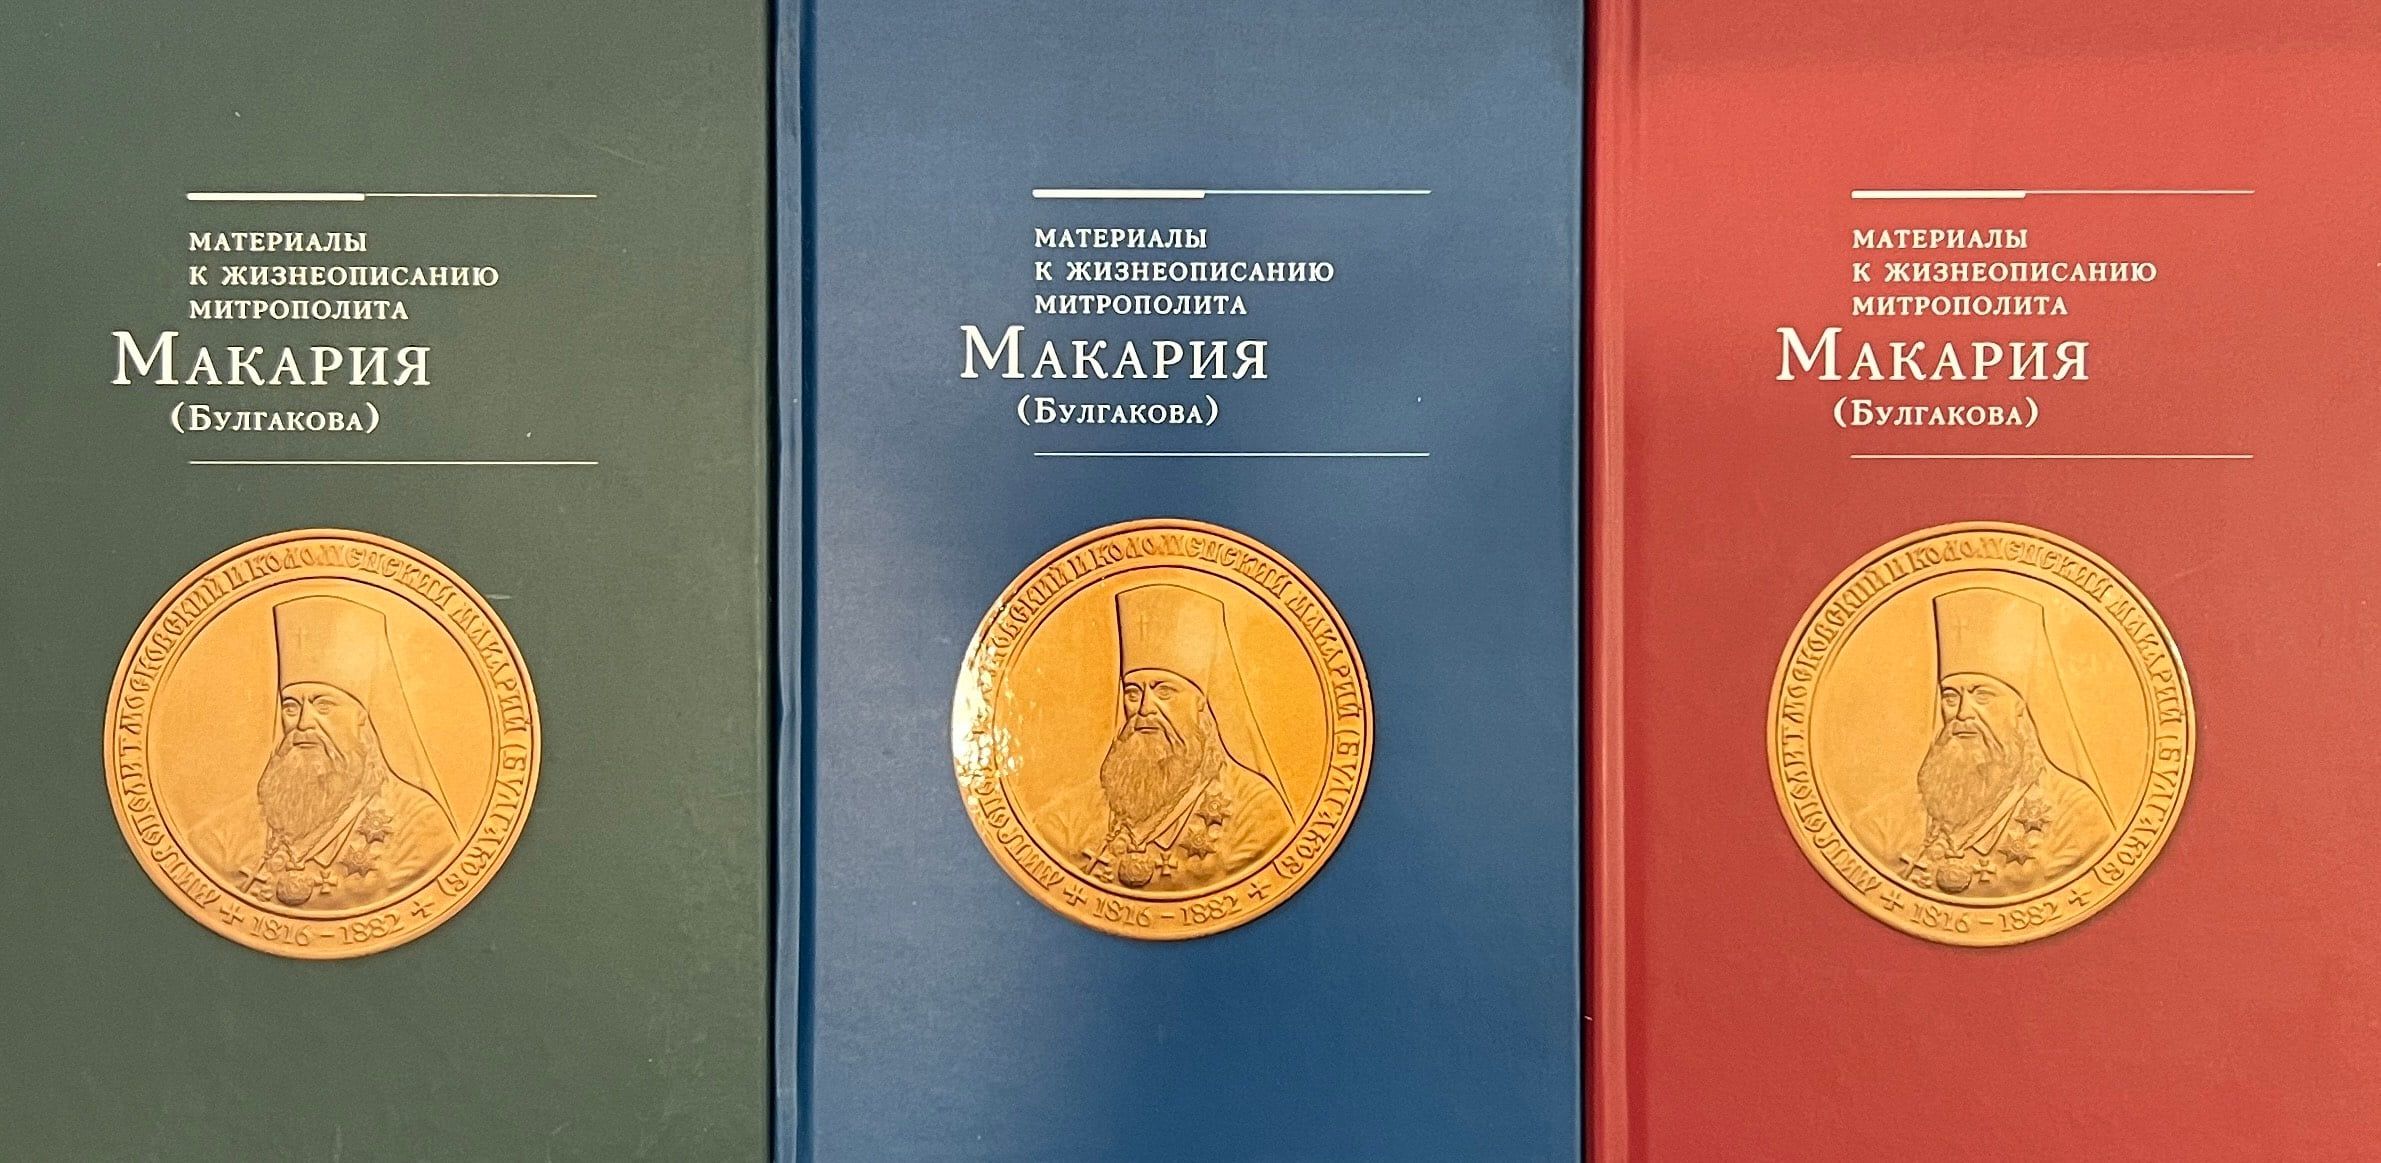 МАТЕРИАЛЫ
К ЖИЗНЕОПИСАНИЮ
МИТРОПОЛИТА
МАКАРИЯ
(БУЛГАКОВА)
МИТРОПОЛИТ МОСКОВСКИЙ И КОЛОМЕНСКИЙ МАКАРИЙ (БУЛГАКОВ)
1816 – 1882
МАТЕРИАЛЫ
К ЖИЗНЕОПИСАНИЮ
МИТРОПОЛИТА
МАКАРИЯ
(БУЛГАКОВА)
МИТРОПОЛИТ МОСКОВСКИЙ И КОЛОМЕНСКИЙ МАКАРИЙ (БУЛГАКОВ)
1816 – 1882
МАТЕРИАЛЫ
К ЖИЗНЕОПИСАНИЮ
МИТРОПОЛИТА
МАКАРИЯ
(БУЛГАКОВА)
МИТРОПОЛИТ МОСКОВСКИЙ И КОЛОМЕНСКИЙ МАКАРИЙ (БУЛГАКОВ)
1816 – 1882